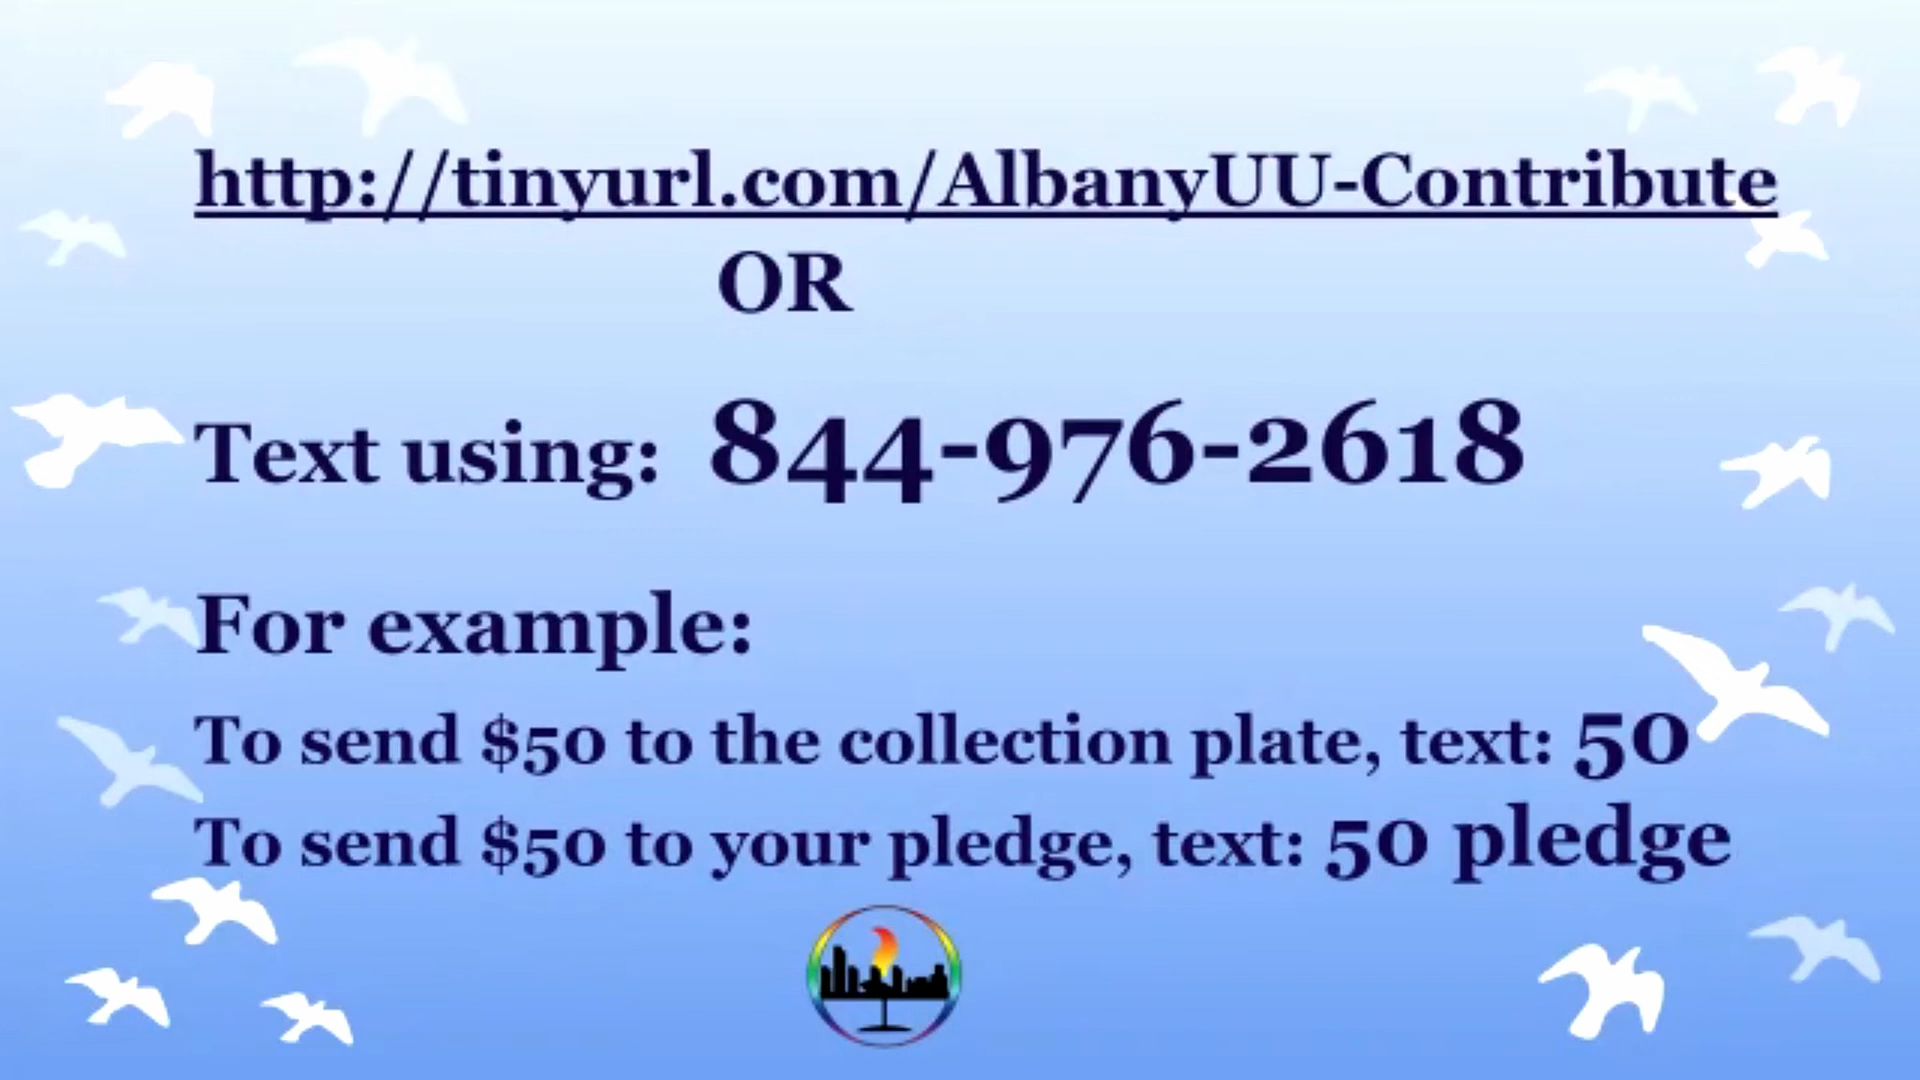 http://tinyurl.com/AlbanyUU-Contribute
OR
Text using: 844-976-2618
For example:
To send $50 to the collection plate, text: 50
To send $50 to your pledge, text: 50 pledge